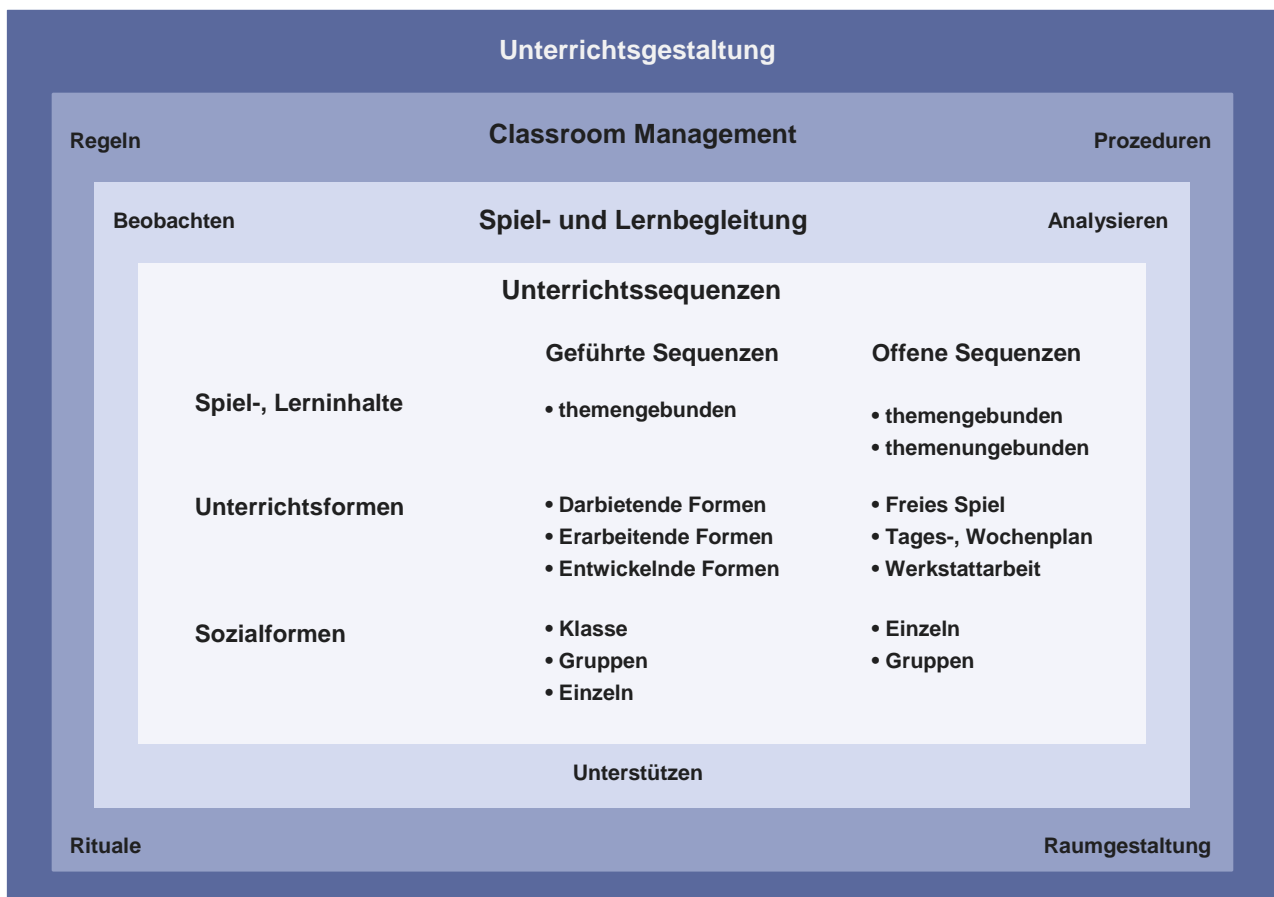 Unterrichtsgestaltung
Regeln
Classroom Management
Prozeduren
Beobachten
Spiel- und Lernbegleitung
Analysieren
Unterrichtssequenzen
Geführte Sequenzen
Offene Sequenzen
Spiel-, Lerninhalte
• themengebunden
• themengebunden
• themenungebunden
Unterrichtsformen
• Darbietende Formen
• Erarbeitende Formen
• Entwickelnde Formen
• Freies Spiel
• Tages-, Wochenplan
• Werkstattarbeit
Sozialformen
• Klasse
• Gruppen
• Einzeln
• Einzeln
• Gruppen
Unterstützen
Rituale
Raumgestaltung